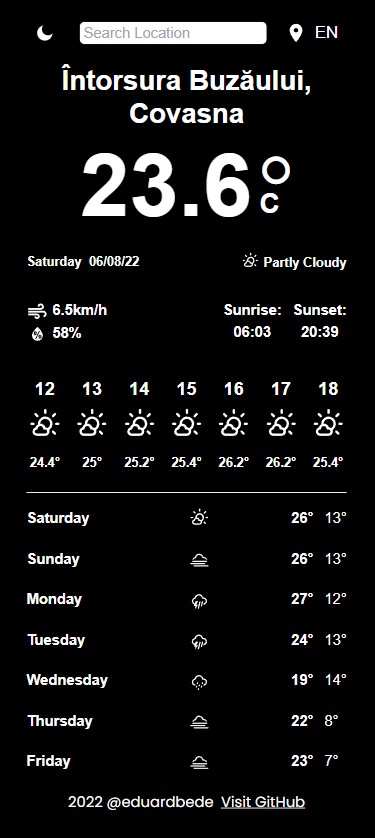 Search Location EN
Întorsura Buzăului,
Covasna
23.6°
C
Saturday 06/08/22 Partly Cloudy
6.5km/h Sunrise: Sunset:
58% 06:03 20:39
12 13 14 15 16 17 18
24.4° 25° 25.2° 25.4° 26.2° 26.2° 25.4°
Saturday 26° 13°
Sunday 26° 13°
Monday 27° 12°
Tuesday 24° 13°
Wednesday 19° 14°
Thursday 22° 8°
Friday 23° 7°
2022 @eduardbede Visit GitHub